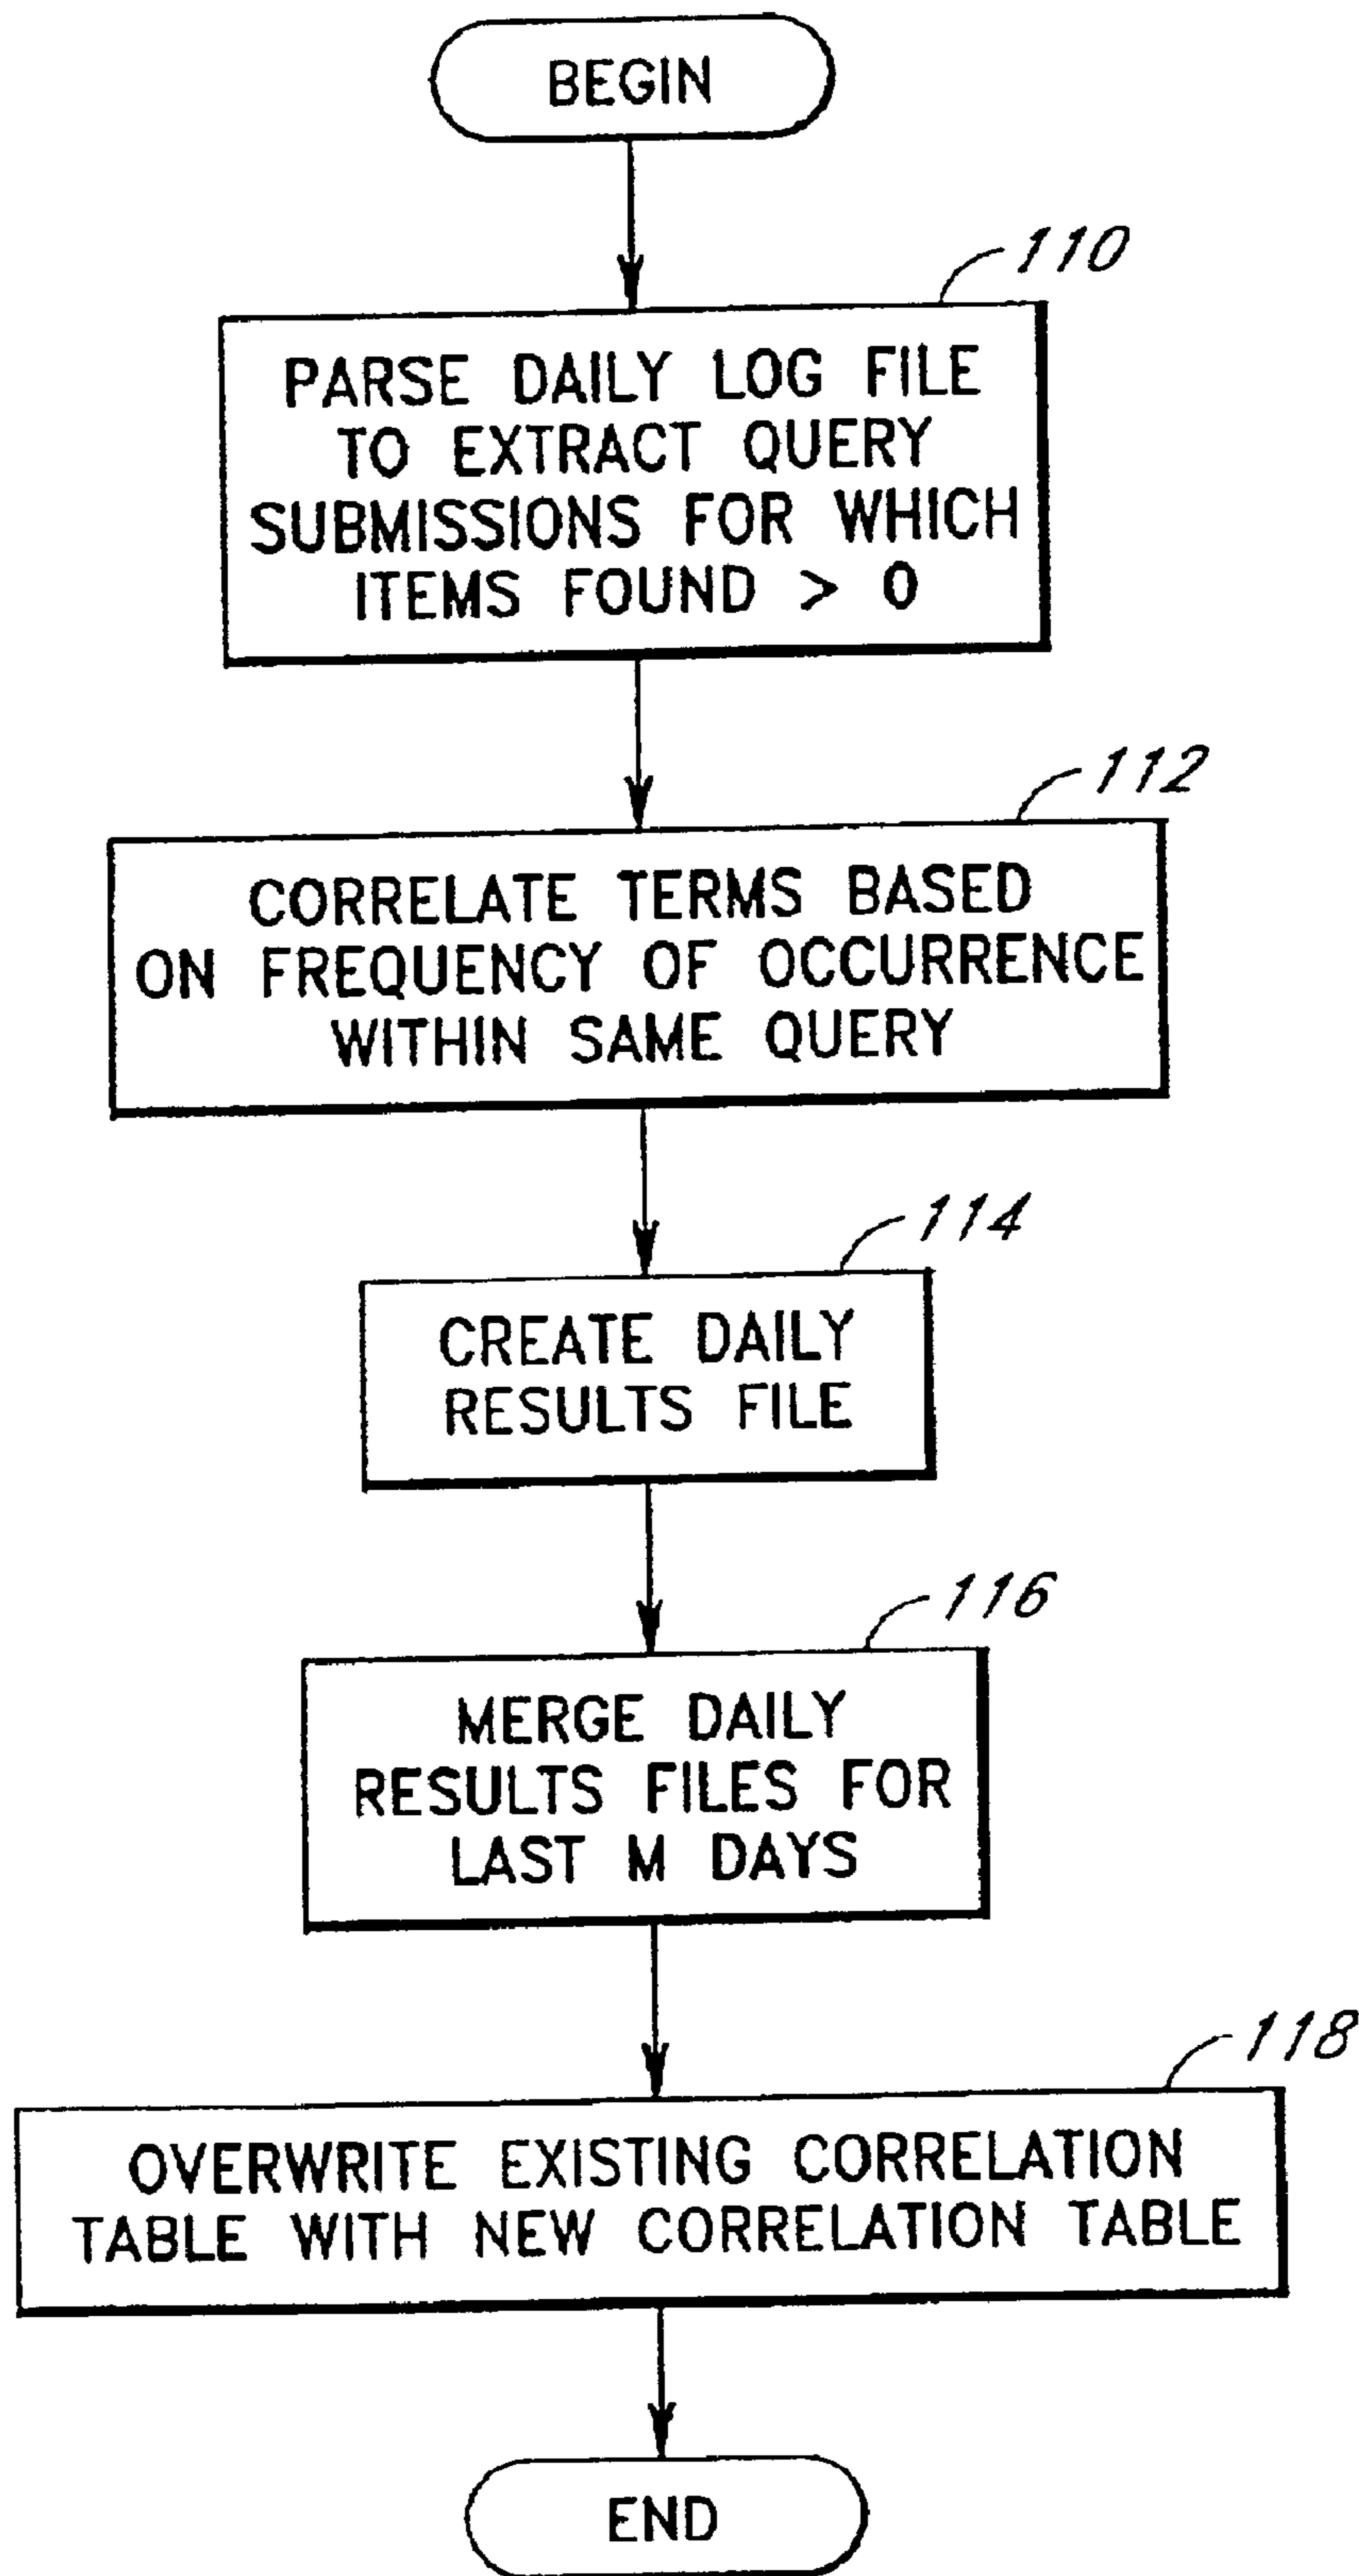 BEGIN
110
PARSE DAILY LOG FILE
TO EXTRACT QUERY
SUBMISSIONS FOR WHICH
ITEMS FOUND > 0
112
CORRELATE TERMS BASED
ON FREQUENCY OF OCCURRENCE
WITHIN SAME QUERY
114
CREATE DAILY
RESULTS FILE
116
MERGE DAILY
RESULTS FILES FOR
LAST M DAYS
118
OVERWRITE EXISTING CORRELATION
TABLE WITH NEW CORRELATION TABLE
END